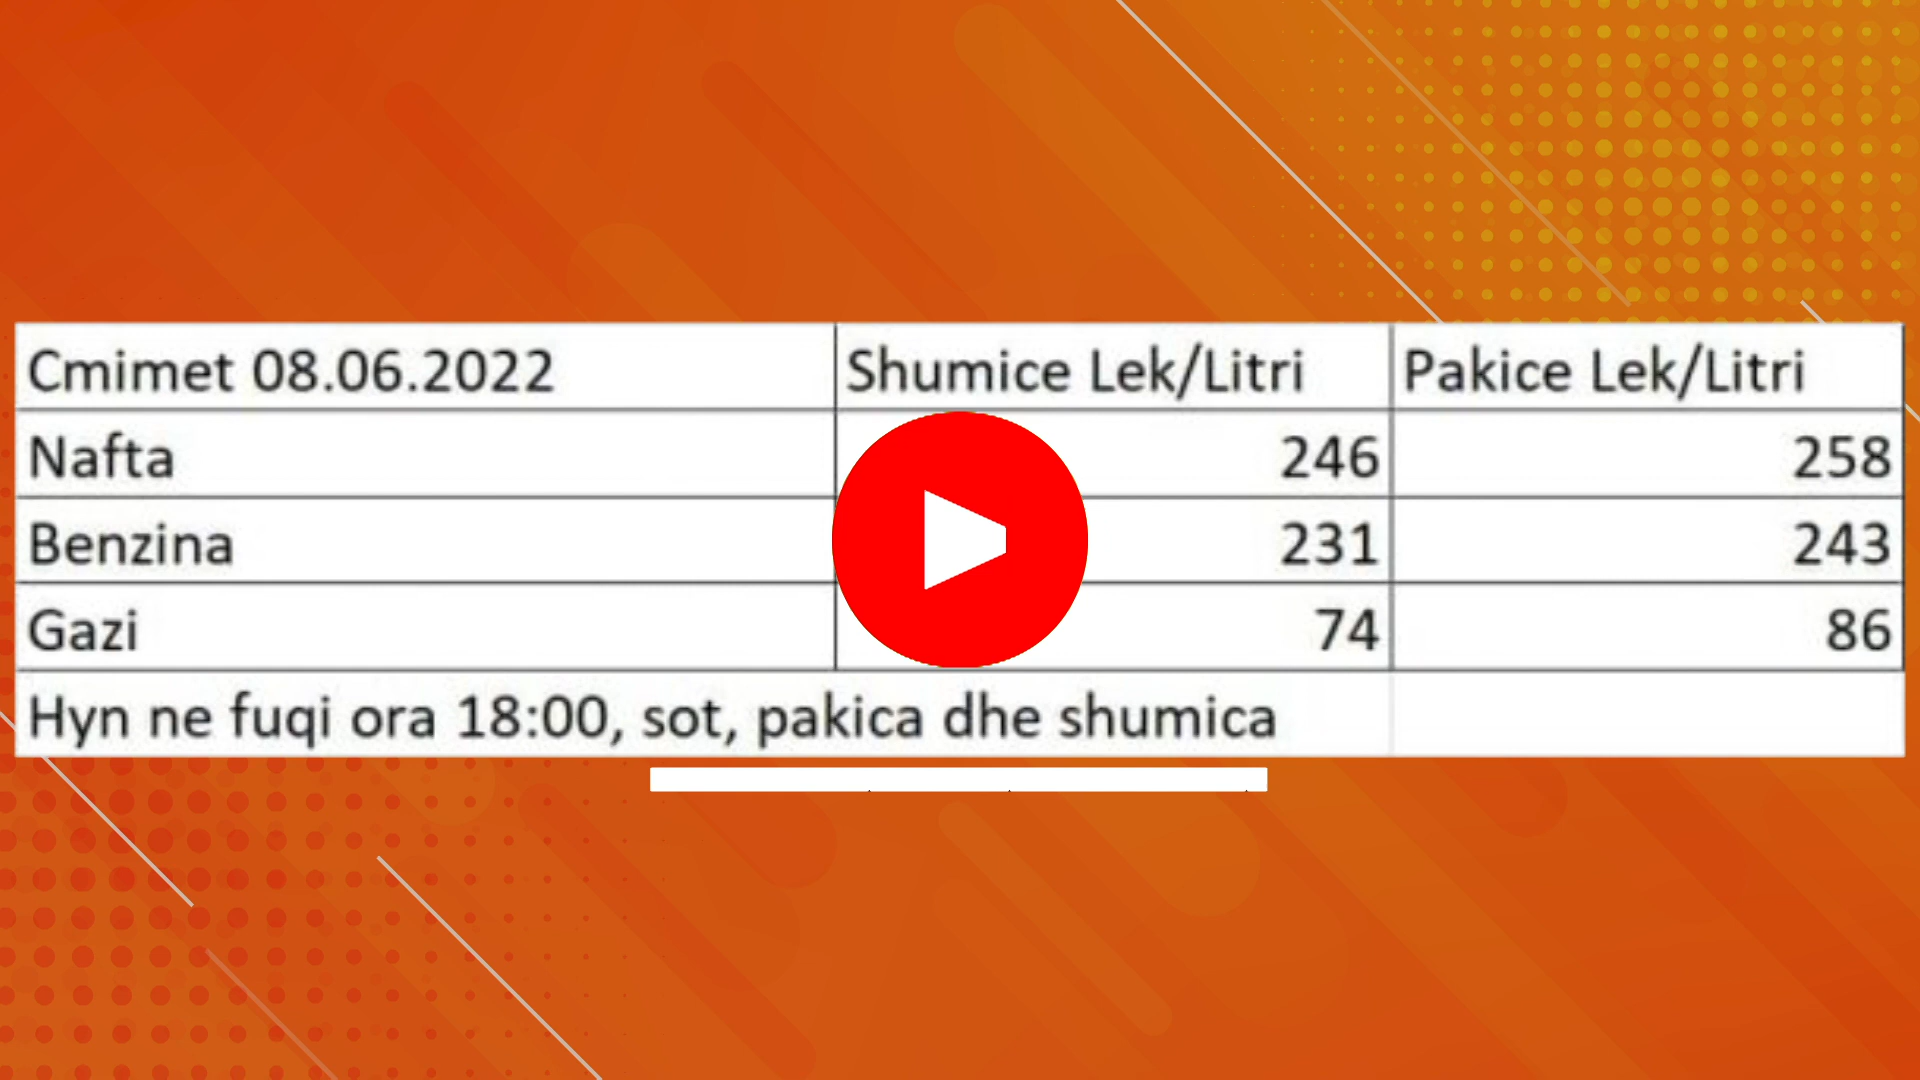 Cmimet 08.06.2022 Shumice Lek/Litri Pakice Lek/Litri
Nafta 246 258
Benzina 231 243
Gazi 74 86
Hyn ne fuqi ora 18:00, sot, pakica dhe shumica